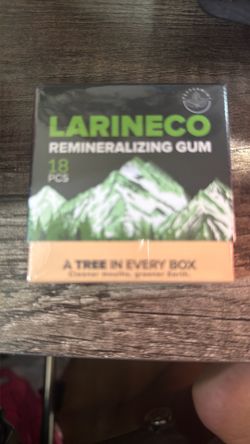 LARINECO
REMINERALIZING GUM
18
PCS
A TREE IN EVERY BOX
Cleaner mouths, greener Earth.